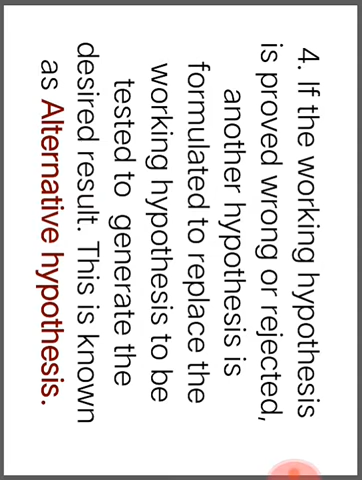 4. If the working hypothesis
is proved wrong or rejected,
another hypothesis is
formulated to replace the
working hypothesis to be
tested to generate the
desired result. This is known
as Alternative hypothesis.